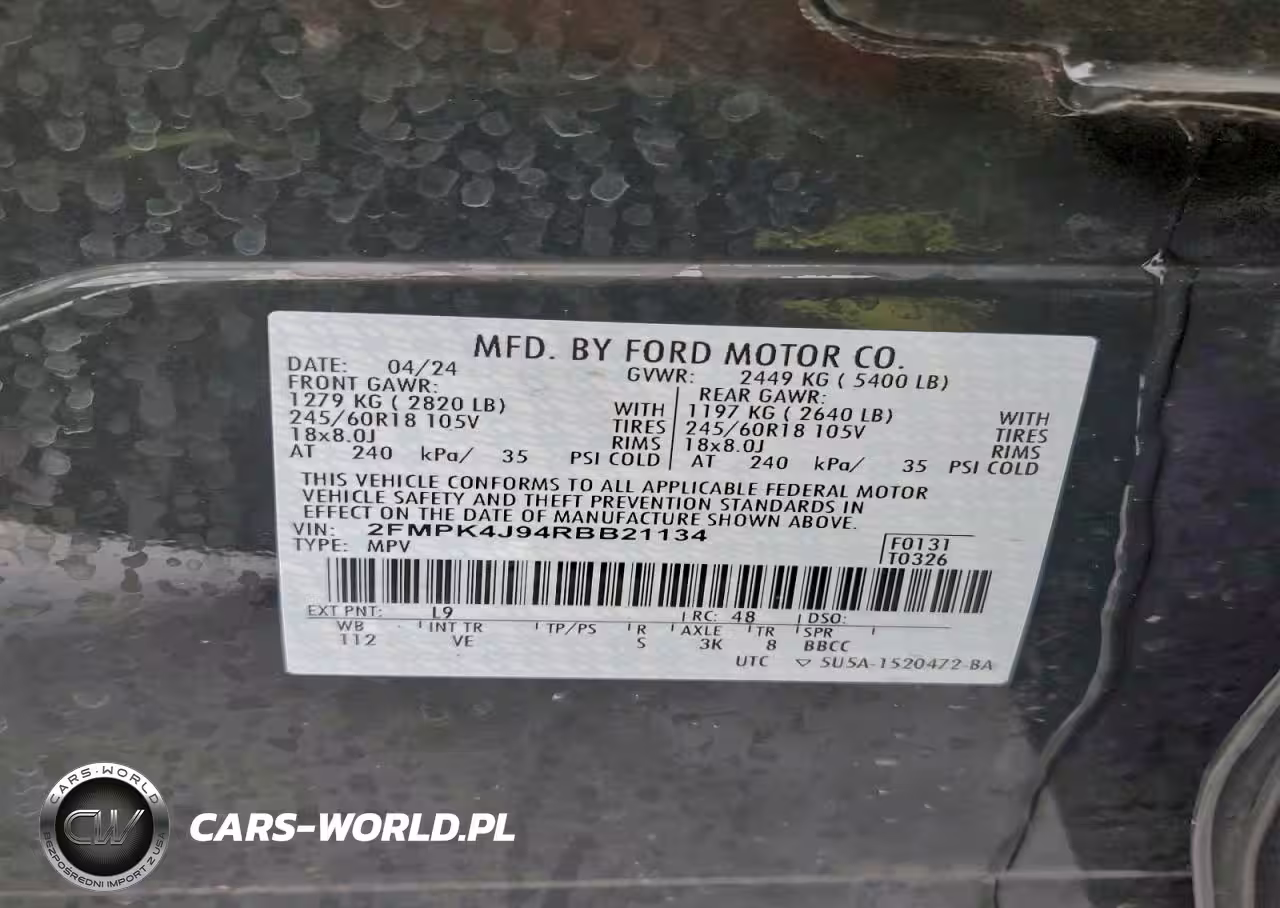 MFD. BY FORD MOTOR CO.
DATE: 04/24 GVWR: 2449 KG ( 5400 LB)
FRONT GAWR: REAR GAWR:
1279 KG ( 2820 LB) WITH 1197 KG ( 2640 LB) WITH
245/60R18 105V TIRES 245/60R18 105V TIRES
18x8.0J RIMS 18x8.0J RIMS
AT 240 kPa/ 35 PSI COLD AT 240 kPa/ 35 PSI COLD
THIS VEHICLE CONFORMS TO ALL APPLICABLE FEDERAL MOTOR
VEHICLE SAFETY AND THEFT PREVENTION STANDARDS IN
EFFECT ON THE DATE OF MANUFACTURE SHOWN ABOVE.
VIN: 2FMPK4J94RBB21134
TYPE: MPV
F0131
T0326
EXT PNT: L9 RC: 48 DSO:
WB INT TR TP/PS R AXLE TR SPR
112 VE S 3K 8 BBCC
UTC ▽ 5U5A-1520472-BA
CARS-WORLD
CW
BEZPOŚREDNI IMPORT Z USA
CARS-WORLD.PL